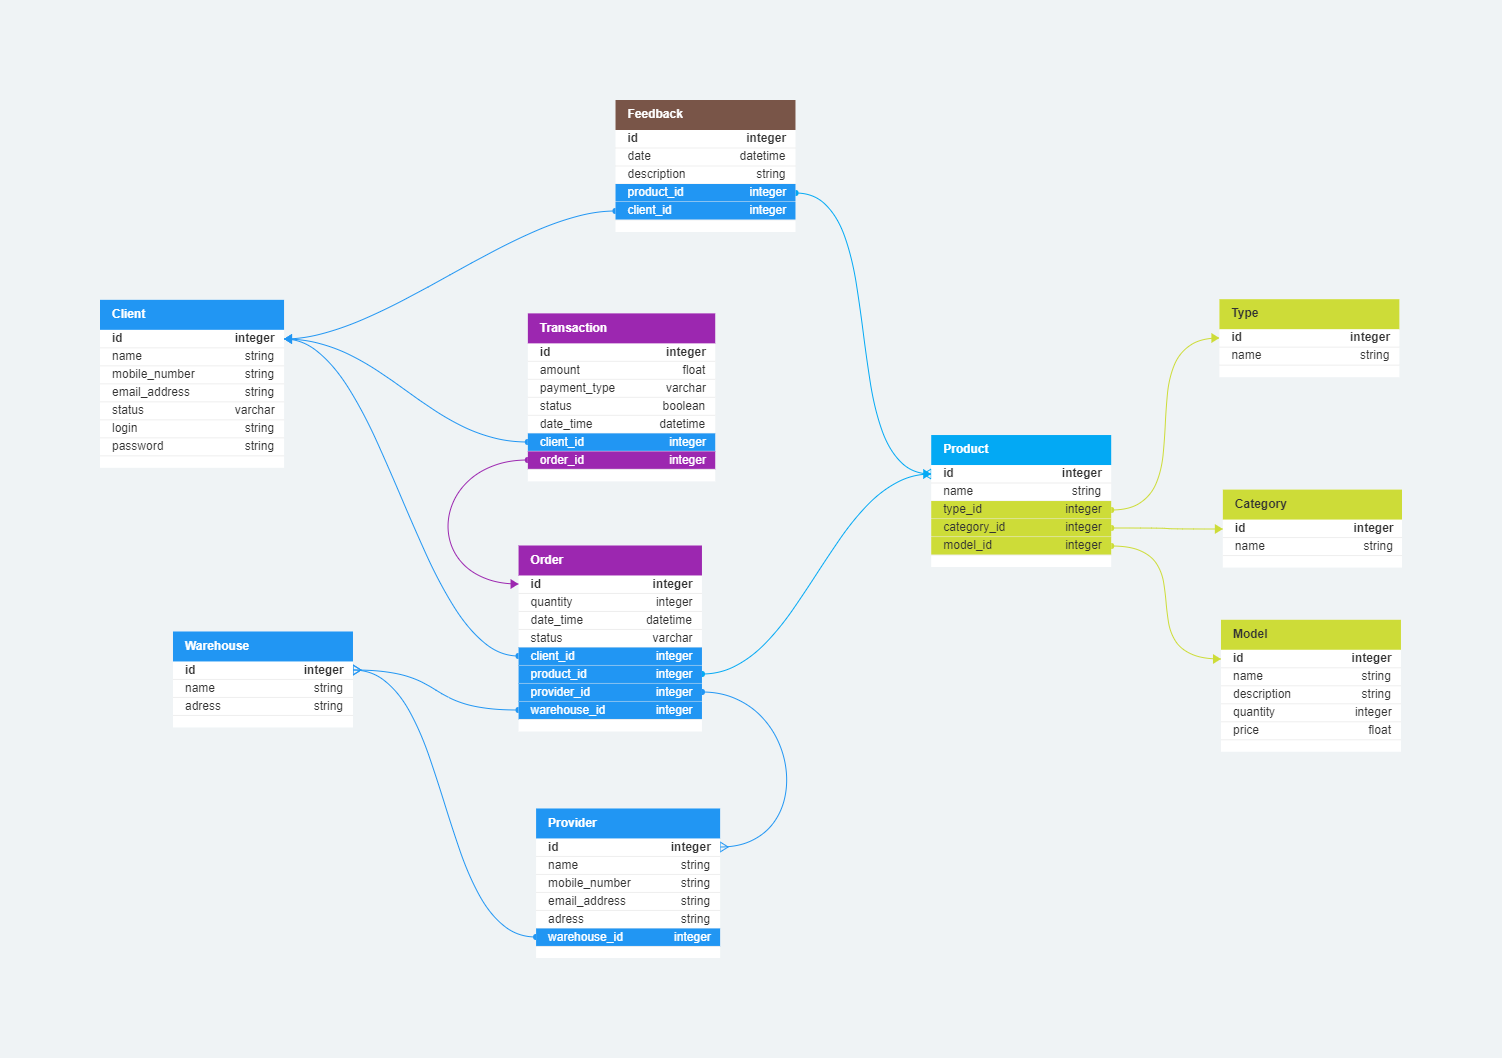 Feedback
id integer
date datetime
description string
product_id integer
client_id integer
Client
id integer
name string
mobile_number string
email_address string
status varchar
login string
password string
Transaction
id integer
amount float
payment_type varchar
status boolean
date_time datetime
client_id integer
order_id integer
Type
id integer
name string
Product
id integer
name string
type_id integer
category_id integer
model_id integer
Category
id integer
name string
Order
id integer
quantity integer
date_time datetime
status varchar
client_id integer
product_id integer
provider_id integer
warehouse_id integer
Warehouse
id integer
name string
adress string
Model
id integer
name string
description string
quantity integer
price float
Provider
id integer
name string
mobile_number string
email_address string
adress string
warehouse_id integer